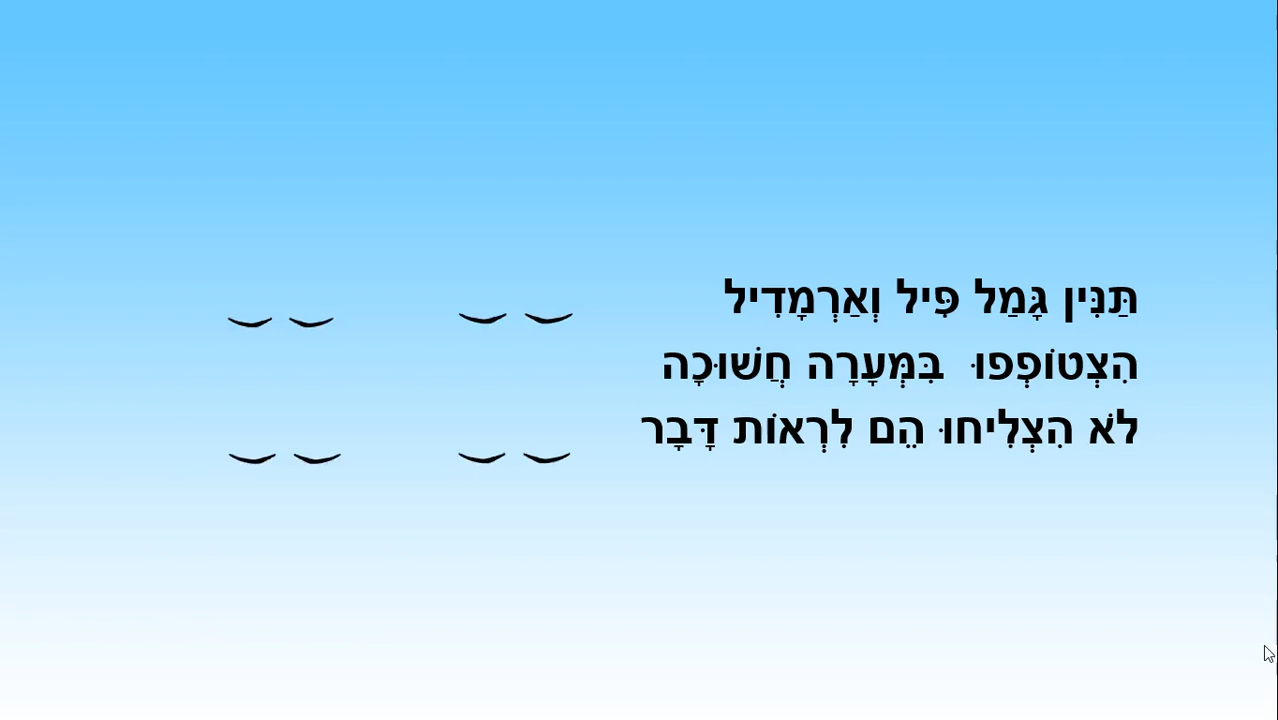 תַּנִּין גָּמַל פִּיל וְאַרְמָדִיל
הִצְטוֹפְפוּ בִּמְּעָרָה חֲשׁוּכָה
לֹא הִצְלִיחוּ הֵם לִרְאוֹת דָּבָר